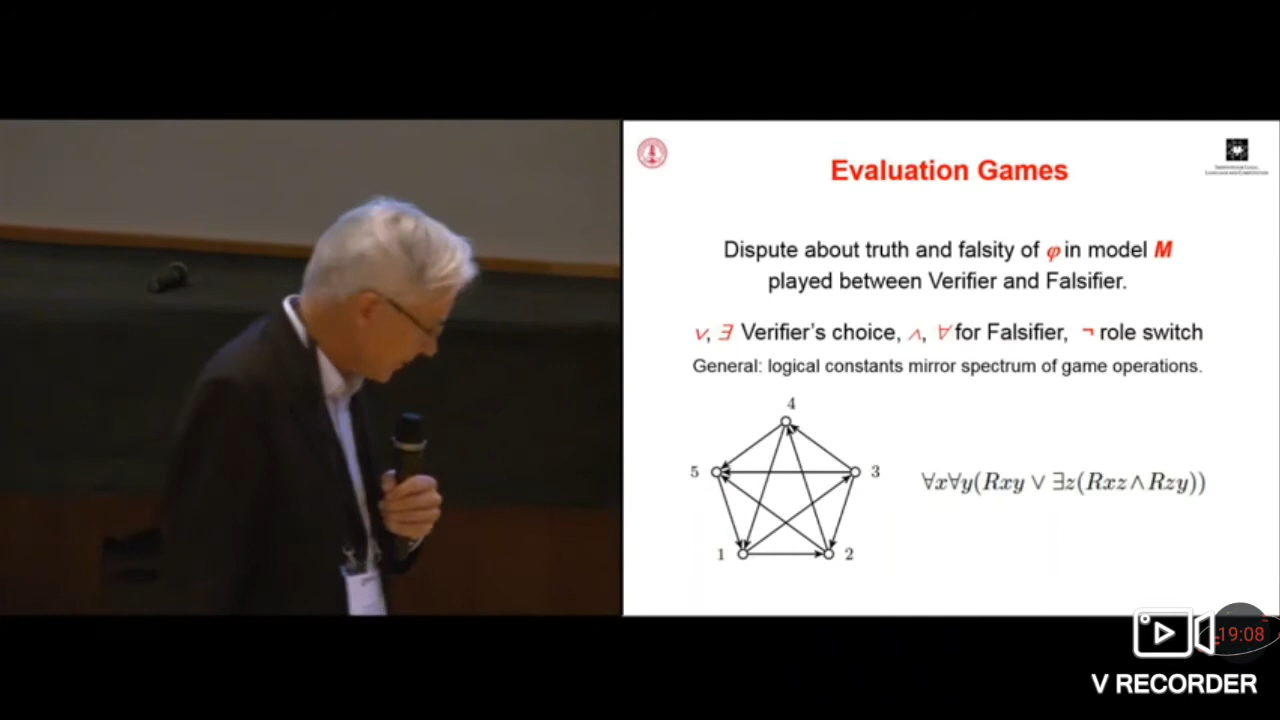 Evaluation Games
Dispute about truth and falsity of φ in model M
played between Verifier and Falsifier.
∨, ∃ Verifier's choice, ∧, ∀ for Falsifier, ¬ role switch
General: logical constants mirror spectrum of game operations.
4
5
3
∀x∀y(Rxy ∨ ∃z(Rxz∧Rzy))
1
2
19:08
V RECORDER